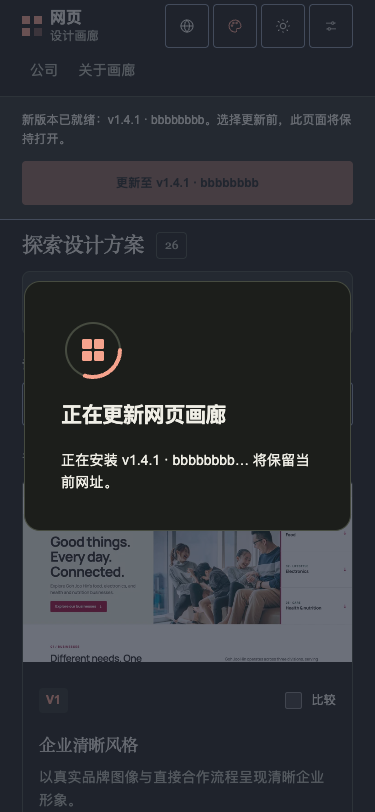 网页
设计画廊
公司 关于画廊
新版本已就绪：v1.4.1 · bbbbbbbb。选择更新前，此页面将保
持打开。
更新至 v1.4.1 · bbbbbbbb
探索设计方案 26
正在更新网页画廊
正在安装 v1.4.1 · bbbbbbbb… 将保留当
前网址。
Good things.
Every day.
Connected.
Food
Electronics
Health & nutrition
Different needs. One
V1 比较
企业清晰风格
以真实品牌图像与直接合作流程呈现清晰企业
形象。